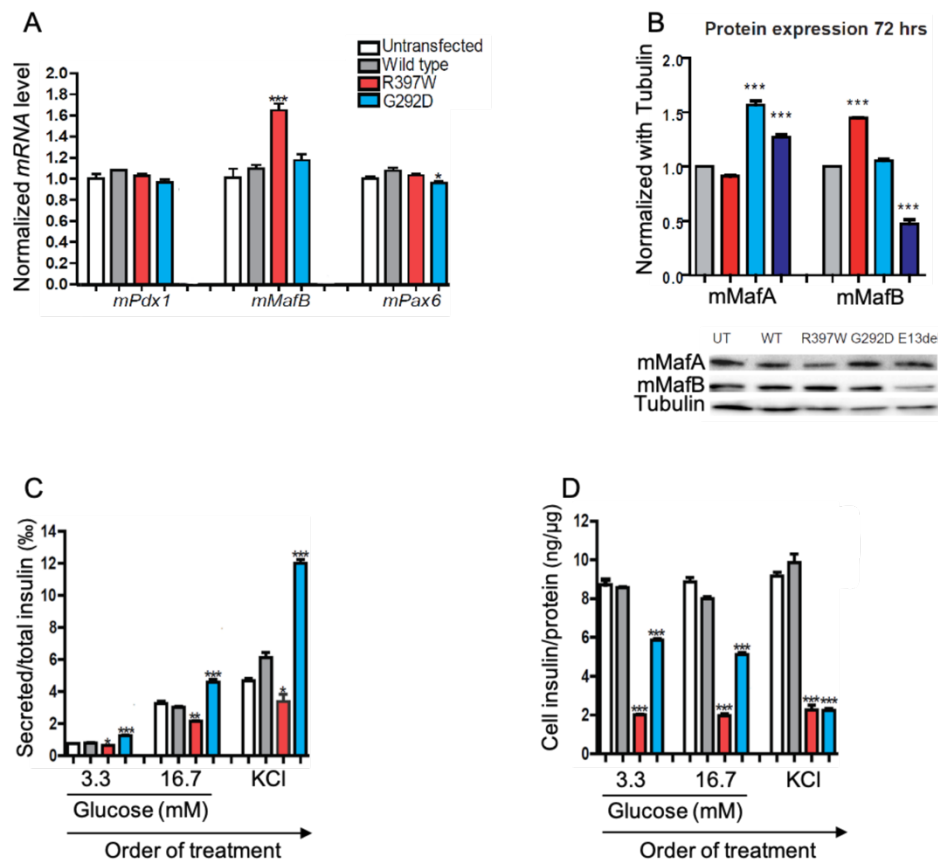 A
Untransfected
Wild type
R397W
G292D
Normalized mRNA level
2.0
1.8
1.6
1.4
1.2
1.0
0.8
0.6
0.4
0.2
0.0
***
*
mPdx1 mMafB mPax6
B
Protein expression 72 hrs
Normalized with Tubulin
2.0
1.5
1.0
0.5
0.0
*** *** *** ***
mMafA mMafB
UT WT R397W G292D E13del
mMafA
mMafB
Tubulin
C
Secreted/total insulin (‰)
14
12
10
8
6
4
2
0
* *** ** *** * ***
3.3 16.7 KCl
Glucose (mM)
Order of treatment
D
Cell insulin/protein (ng/μg)
12
10
8
6
4
2
0
*** *** *** *** *** ***
3.3 16.7 KCl
Glucose (mM)
Order of treatment